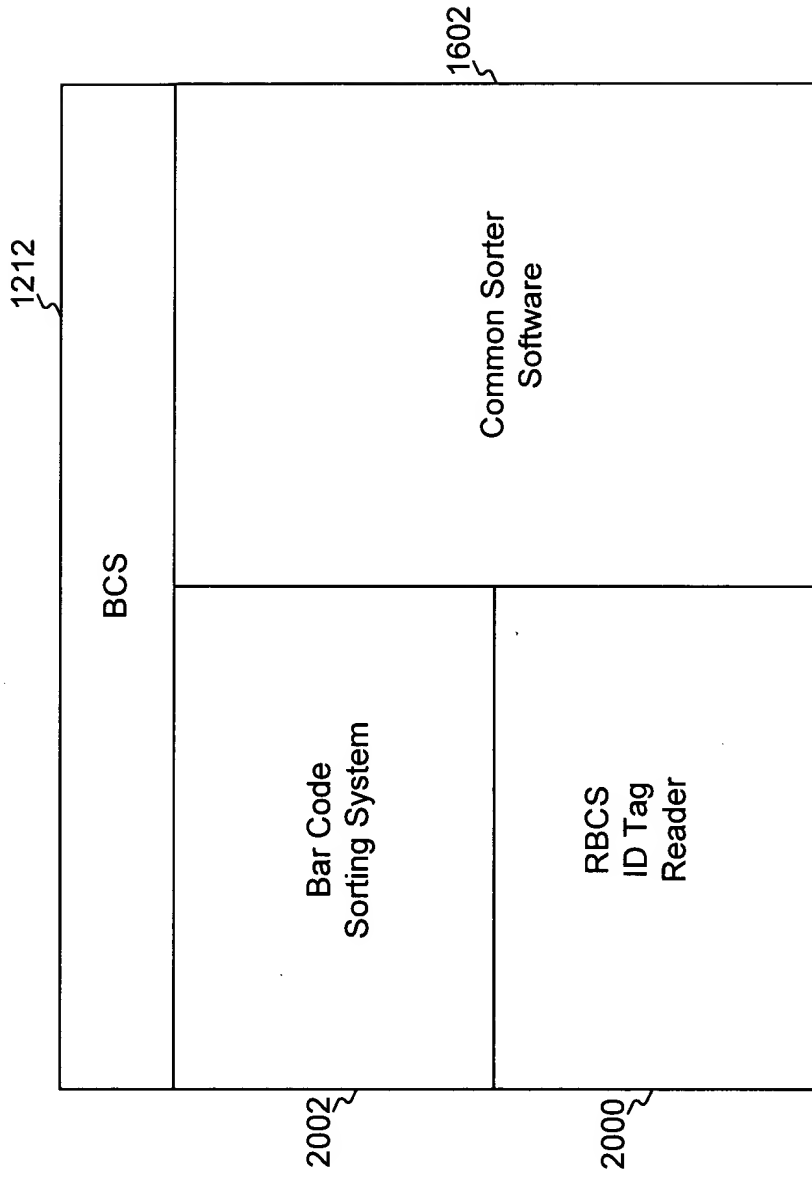 1212
BCS
Bar Code
Sorting System
2002
Common Sorter
Software
1602
RBCS
ID Tag
Reader
2000